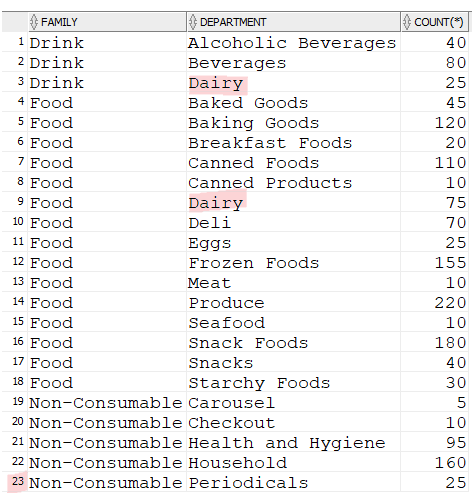 FAMILY DEPARTMENT COUNT(*)
1 Drink Alcoholic Beverages 40
2 Drink Beverages 80
3 Drink Dairy 25
4 Food Baked Goods 45
5 Food Baking Goods 120
6 Food Breakfast Foods 20
7 Food Canned Foods 110
8 Food Canned Products 10
9 Food Dairy 75
10 Food Deli 70
11 Food Eggs 25
12 Food Frozen Foods 155
13 Food Meat 10
14 Food Produce 220
15 Food Seafood 10
16 Food Snack Foods 180
17 Food Snacks 40
18 Food Starchy Foods 30
19 Non-Consumable Carousel 5
20 Non-Consumable Checkout 10
21 Non-Consumable Health and Hygiene 95
22 Non-Consumable Household 160
23 Non-Consumable Periodicals 25